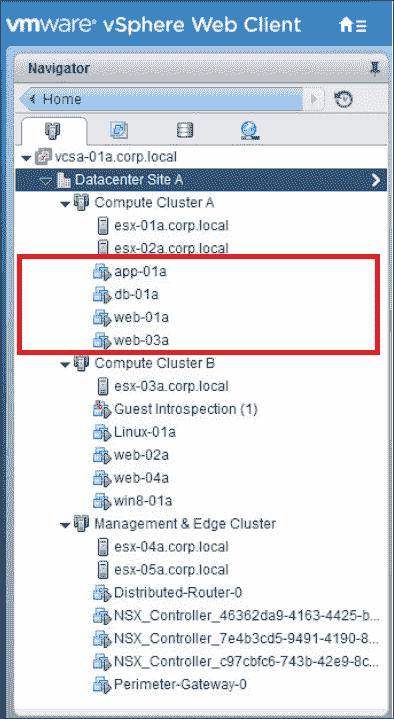 vmware® vSphere Web Client
Navigator
Home
vcsa-01a.corp.local
Datacenter Site A
Compute Cluster A
esx-01a.corp.local
esx-02a.corp.local
app-01a
db-01a
web-01a
web-03a
Compute Cluster B
esx-03a.corp.local
Guest Introspection (1)
Linux-01a
web-02a
web-04a
win8-01a
Management & Edge Cluster
esx-04a.corp.local
esx-05a.corp.local
Distributed-Router-0
NSX_Controller_46362da9-4163-4425-b...
NSX_Controller_7e4b3cd5-9491-4190-8...
NSX_Controller_c97cbfc6-743b-42e9-8c...
Perimeter-Gateway-0